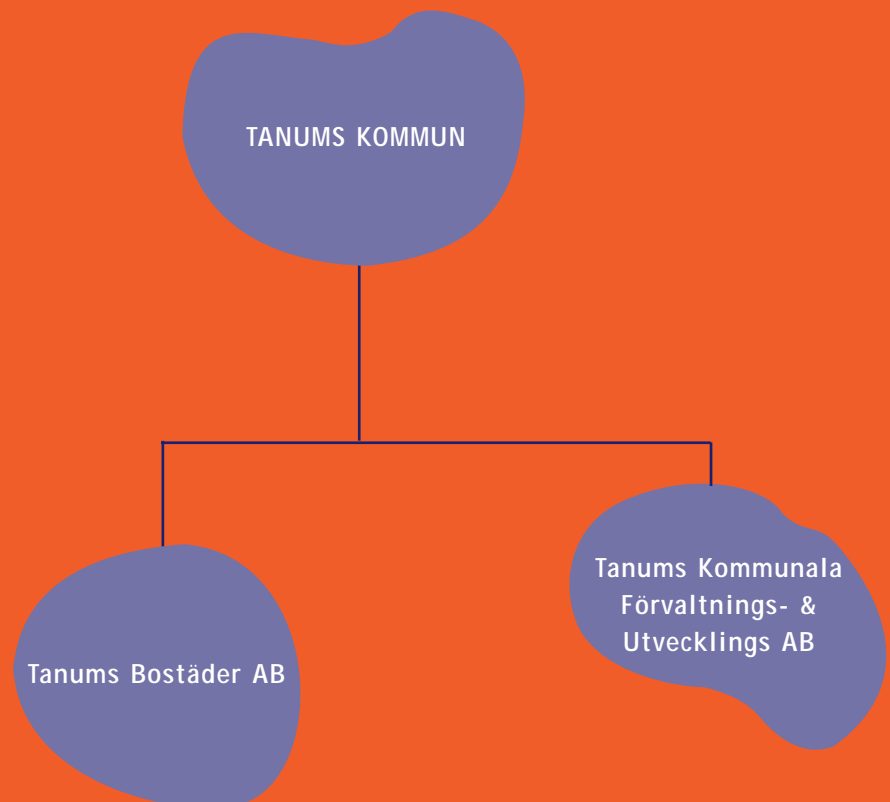 TANUMS KOMMUN
Tanums Kommunala
Förvaltnings- &
Utvecklings AB
Tanums Bostäder AB